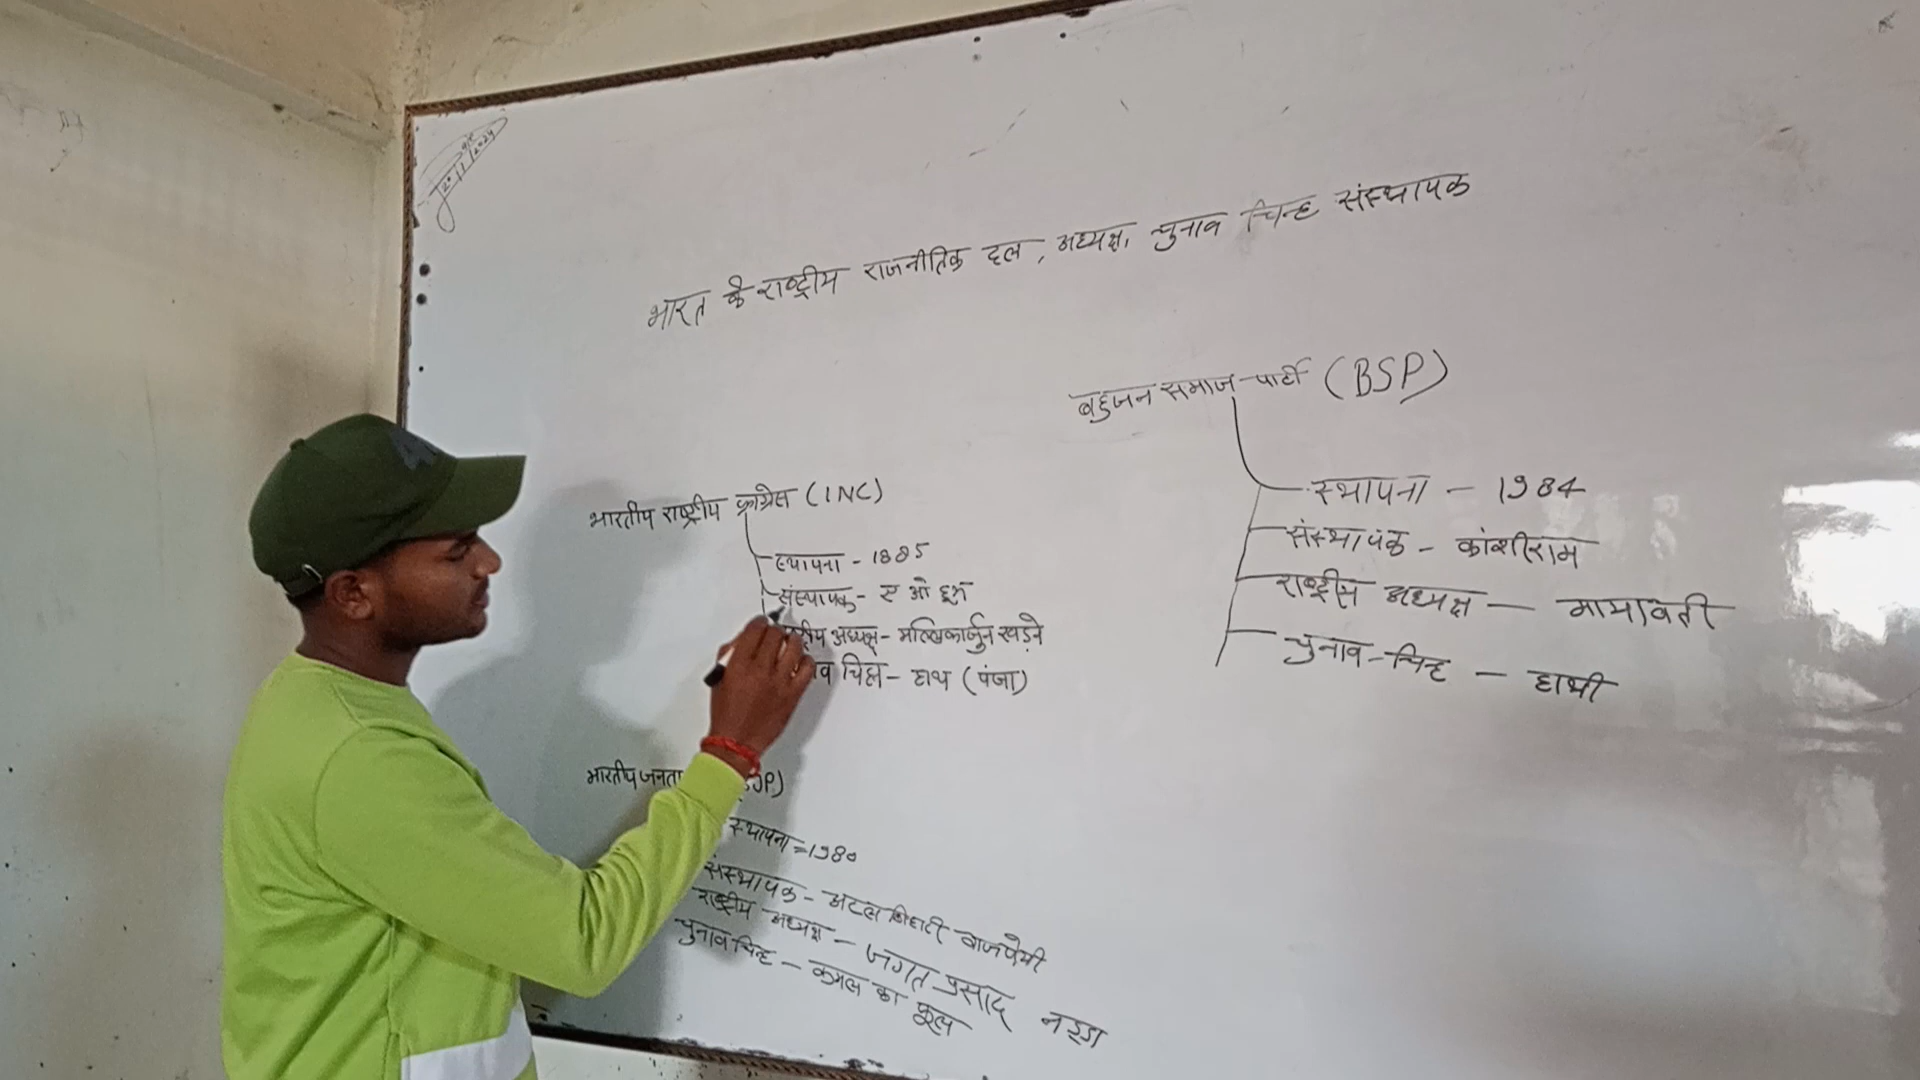 भारत के राष्ट्रीय राजनीतिक दल, अध्यक्ष, चुनाव चिन्ह संस्थापक
भारतीय राष्ट्रीय कांग्रेस (INC)
स्थापना - 1885
संस्थापक - ए ओ ह्यूम
अध्यक्ष - मल्लिकार्जुन खड़गे
चिह्न - हाथ (पंजा)
भारतीय जनता
स्थापना = 1980
संस्थापक - अटल बिहारी वाजपेयी
राष्ट्रीय अध्यक्ष - जगत प्रसाद नड्डा
चुनाव चिन्ह - कमल का फूल
बहुजन समाज पार्टी (BSP)
स्थापना - 1984
संस्थापक - कांशीराम
राष्ट्रीय अध्यक्ष - मायावती
चुनाव-चिन्ह - हाथी